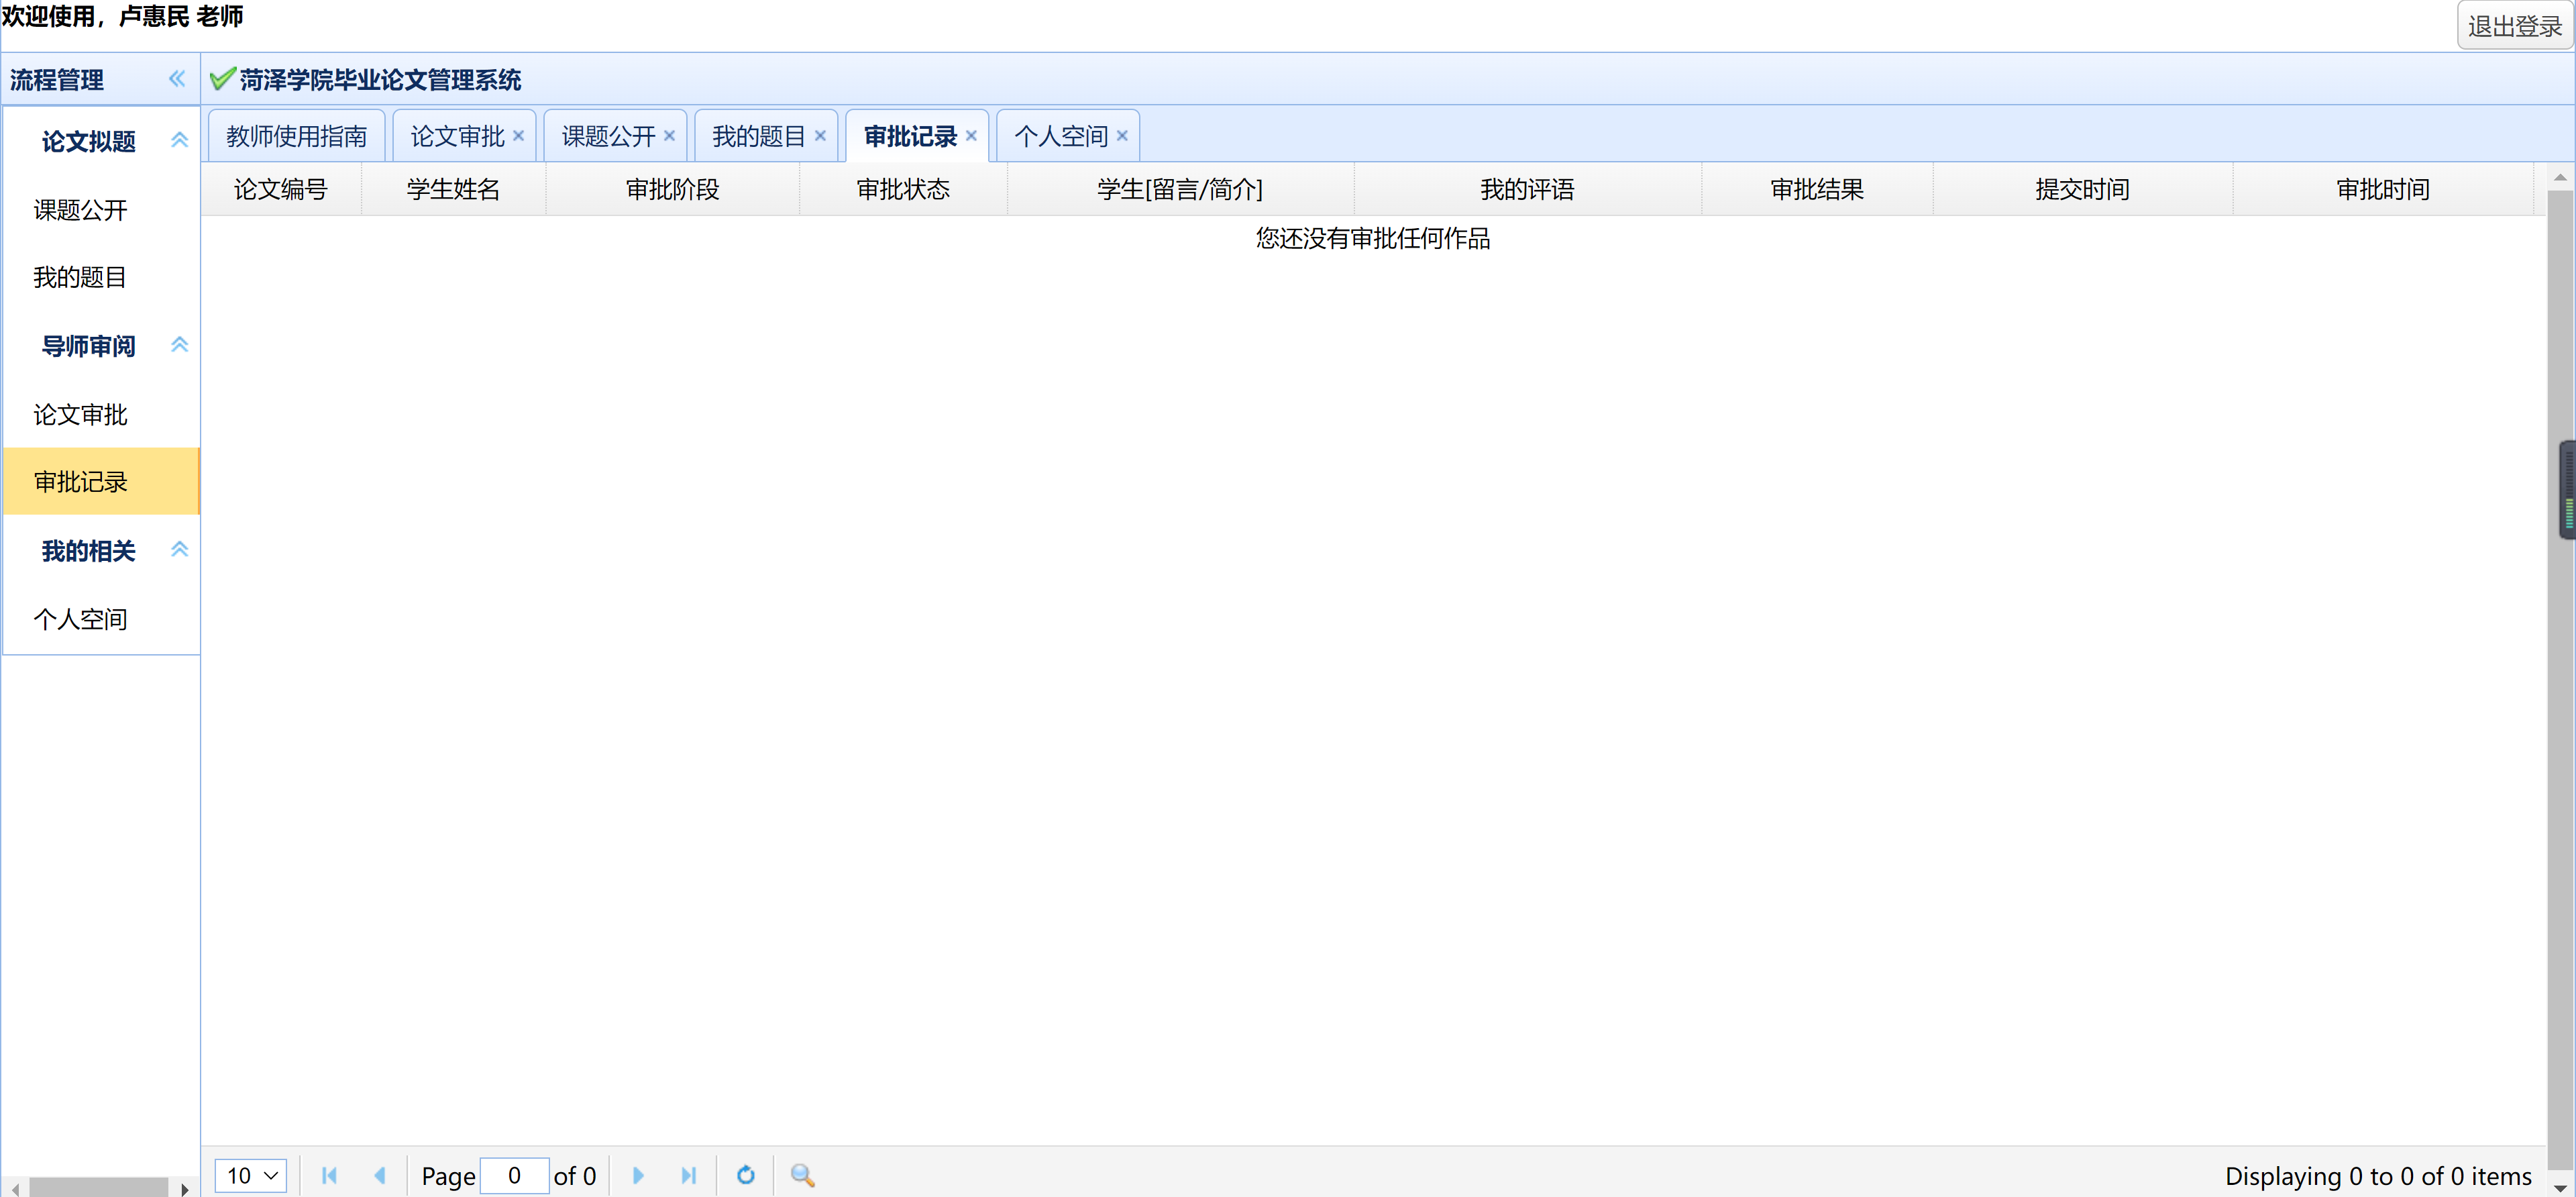 欢迎使用，卢惠民 老师
退出登录
流程管理
菏泽学院毕业论文管理系统
论文拟题
课题公开
我的题目
导师审阅
论文审批
审批记录
我的相关
个人空间
教师使用指南 论文审批 课题公开 我的题目 审批记录 个人空间
论文编号 学生姓名 审批阶段 审批状态 学生[留言/简介] 我的评语 审批结果 提交时间 审批时间
您还没有审批任何作品
10 Page 0 of 0 Displaying 0 to 0 of 0 items